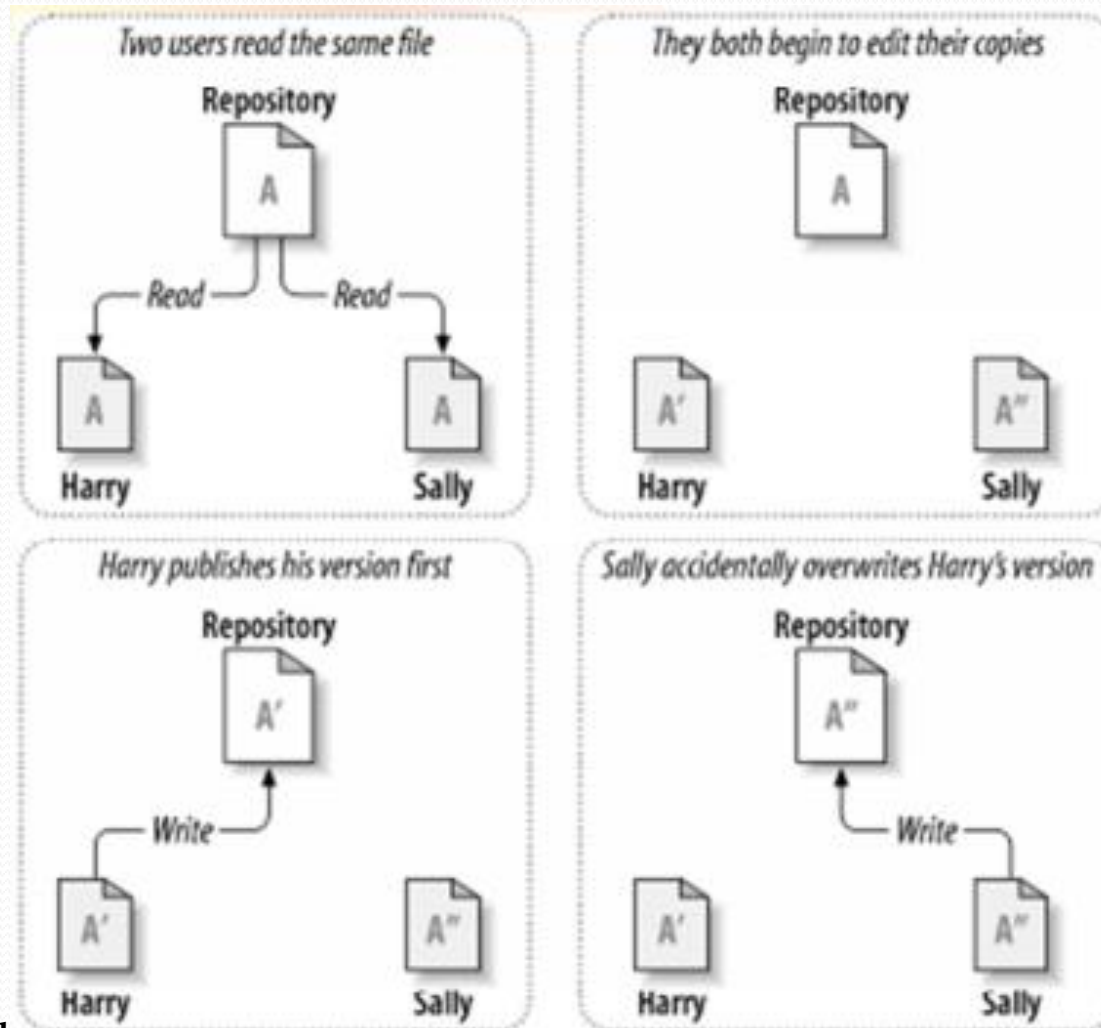 Two users read the same file
Repository
A
Read Read
A A
Harry Sally
They both begin to edit their copies
Repository
A
A' A"
Harry Sally
Harry publishes his version first
Repository
A'
Write
A' A"
Harry Sally
Sally accidentally overwrites Harry's version
Repository
A"
Write
A' A"
Harry Sally